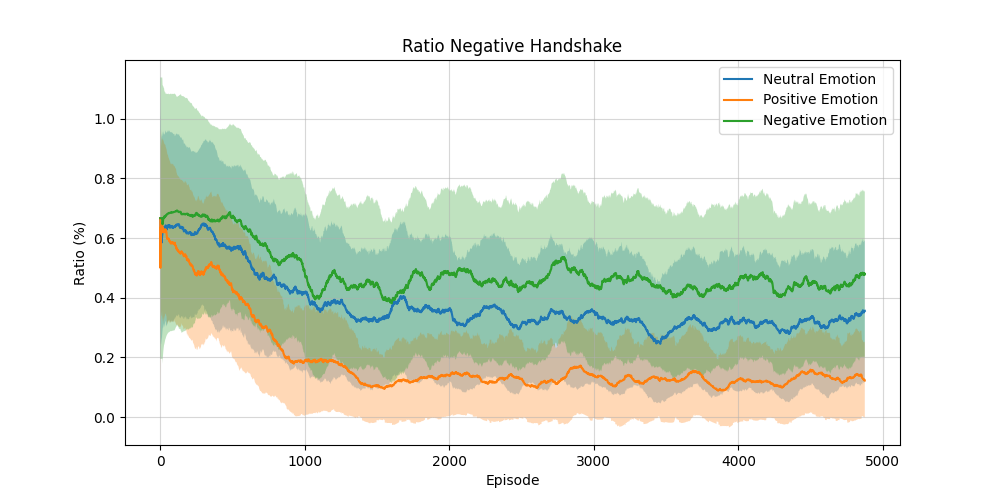 Ratio Negative Handshake
Neutral Emotion
Positive Emotion
Negative Emotion
Ratio (%)
1.0
0.8
0.6
0.4
0.2
0.0
0 1000 2000 3000 4000 5000
Episode